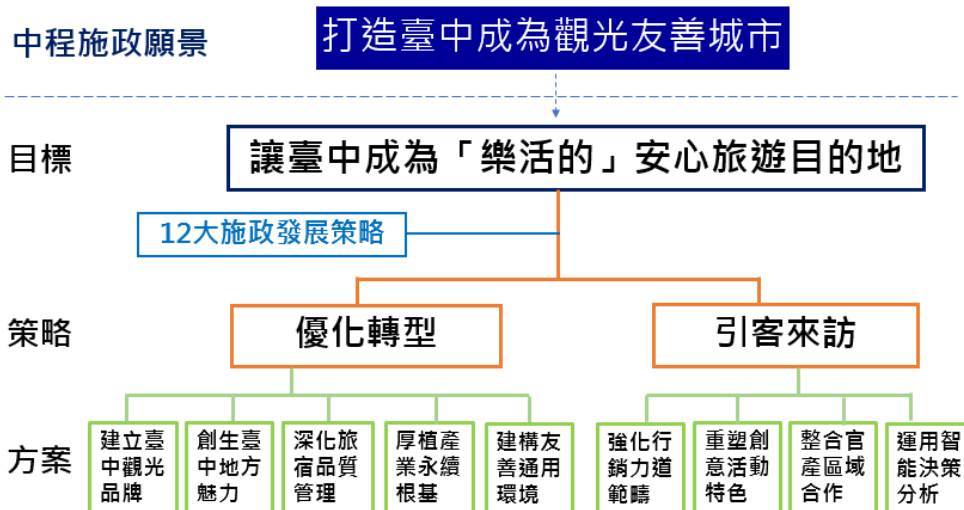 中程施政願景
打造臺中成為觀光友善城市
目標
讓臺中成為「樂活的」安心旅遊目的地
12大施政發展策略
策略
優化轉型
引客來訪
方案
建立臺
中觀光
品牌
創生臺
中地方
魅力
深化旅
宿品質
管理
厚植產
業永續
根基
建構友
善通用
環境
強化行
銷力道
範疇
重塑創
意活動
特色
整合官
產區域
合作
運用智
能決策
分析